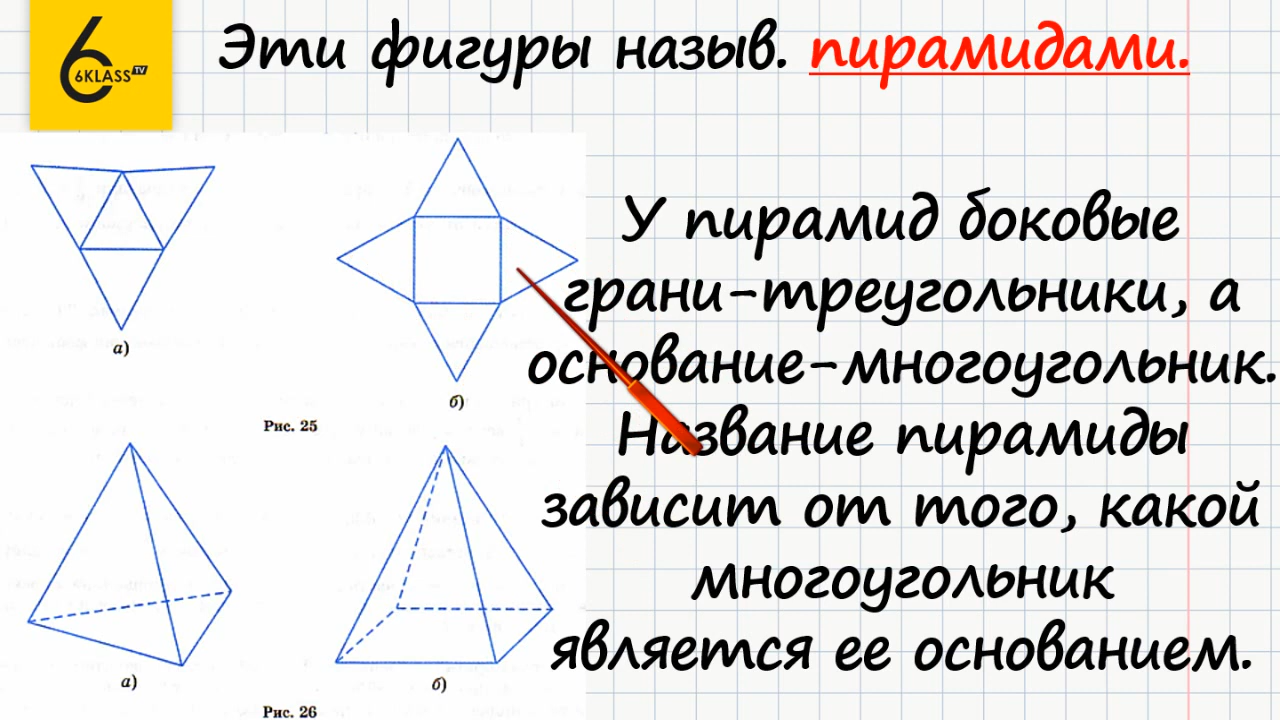 6KLASS TV
Эти фигуры назыв. пирамидами.
а)
б)
Рис. 25
а)
б)
Рис. 26
У пирамид боковые
грани-треугольники, а
основание-многоугольник.
Название пирамиды
зависит от того, какой
многоугольник
является ее основанием.